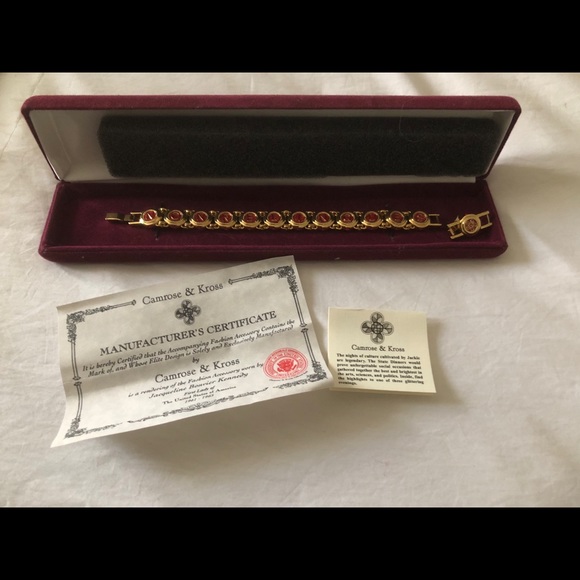 Camrose & Kross
MANUFACTURER'S CERTIFICATE
It is hereby Certified that the Accompanying Fashion Accessory Contains the
Mark of, and Whose Elite Design is Solely and Exclusively Manufactured
by
Camrose & Kross
is a rendering of the Fashion Accessory worn by
Jacqueline Bouvier Kennedy
First Lady of
The United States of America
1961 - 1963
Camrose & Kross
The nights of culture cultivated by Jackie
are legendary. The State Dinners would
prove unforgettable social occasions that
gathered together the best and brightest in
the arts, sciences, and politics. Inside, find
the highlights to one of those glittering
evenings.